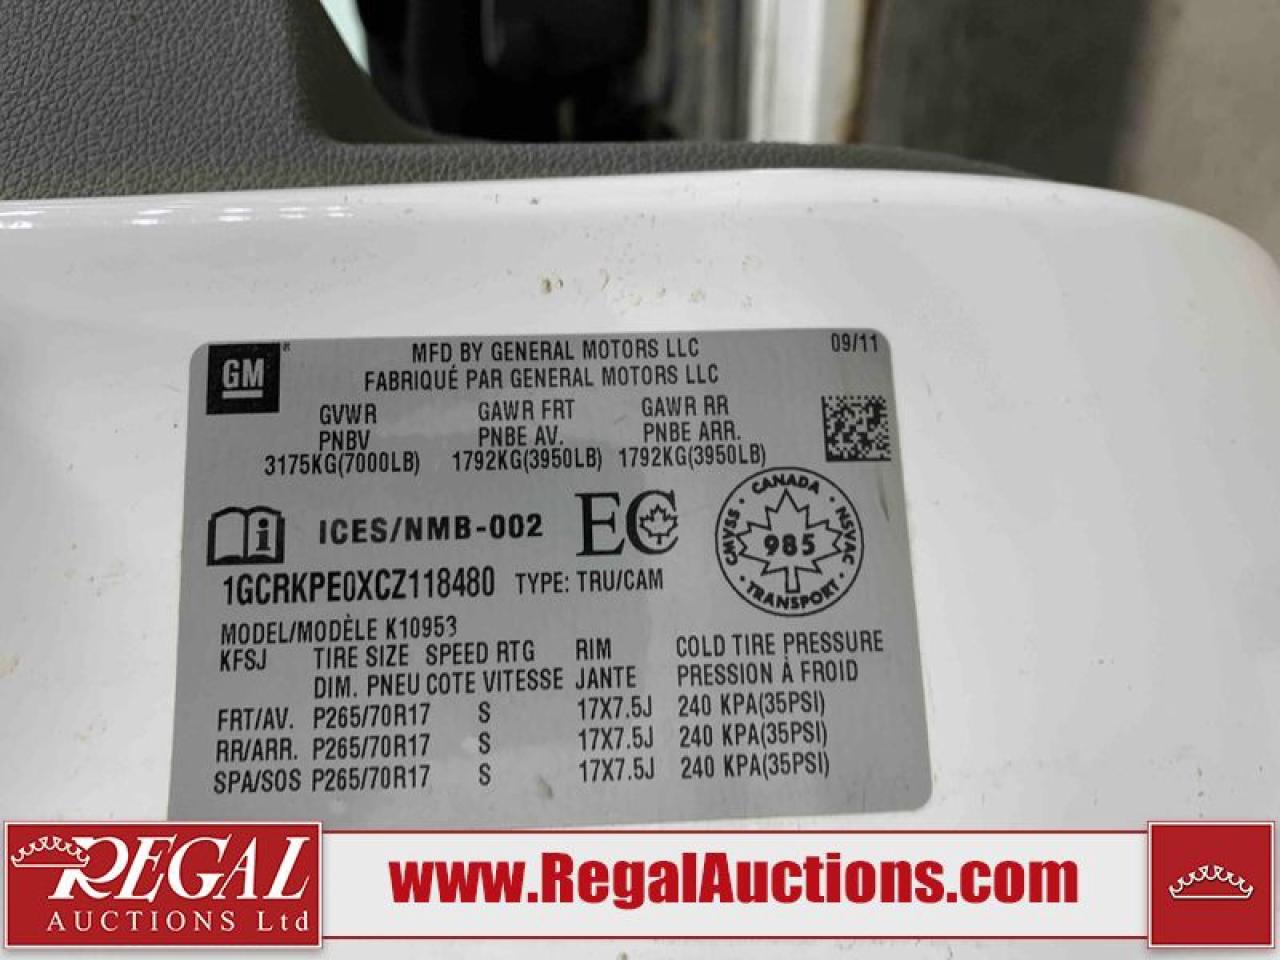 GM ®
MFD BY GENERAL MOTORS LLC 09/11
FABRIQUÉ PAR GENERAL MOTORS LLC
GVWR GAWR FRT GAWR RR
PNBV PNBE AV. PNBE ARR.
3175KG(7000LB) 1792KG(3950LB) 1792KG(3950LB)
i ICES/NMB-002 EC
CANADA
CMVSS · 985 · NSVAC
TRANSPORT
1GCRKPE0XCZ118480 TYPE: TRU/CAM
MODEL/MODÈLE K10953
KFSJ TIRE SIZE SPEED RTG RIM COLD TIRE PRESSURE
DIM. PNEU COTE VITESSE JANTE PRESSION À FROID
FRT/AV. P265/70R17 S 17X7.5J 240 KPA(35PSI)
RR/ARR. P265/70R17 S 17X7.5J 240 KPA(35PSI)
SPA/SOS P265/70R17 S 17X7.5J 240 KPA(35PSI)
REGAL
AUCTIONS Ltd
www.RegalAuctions.com